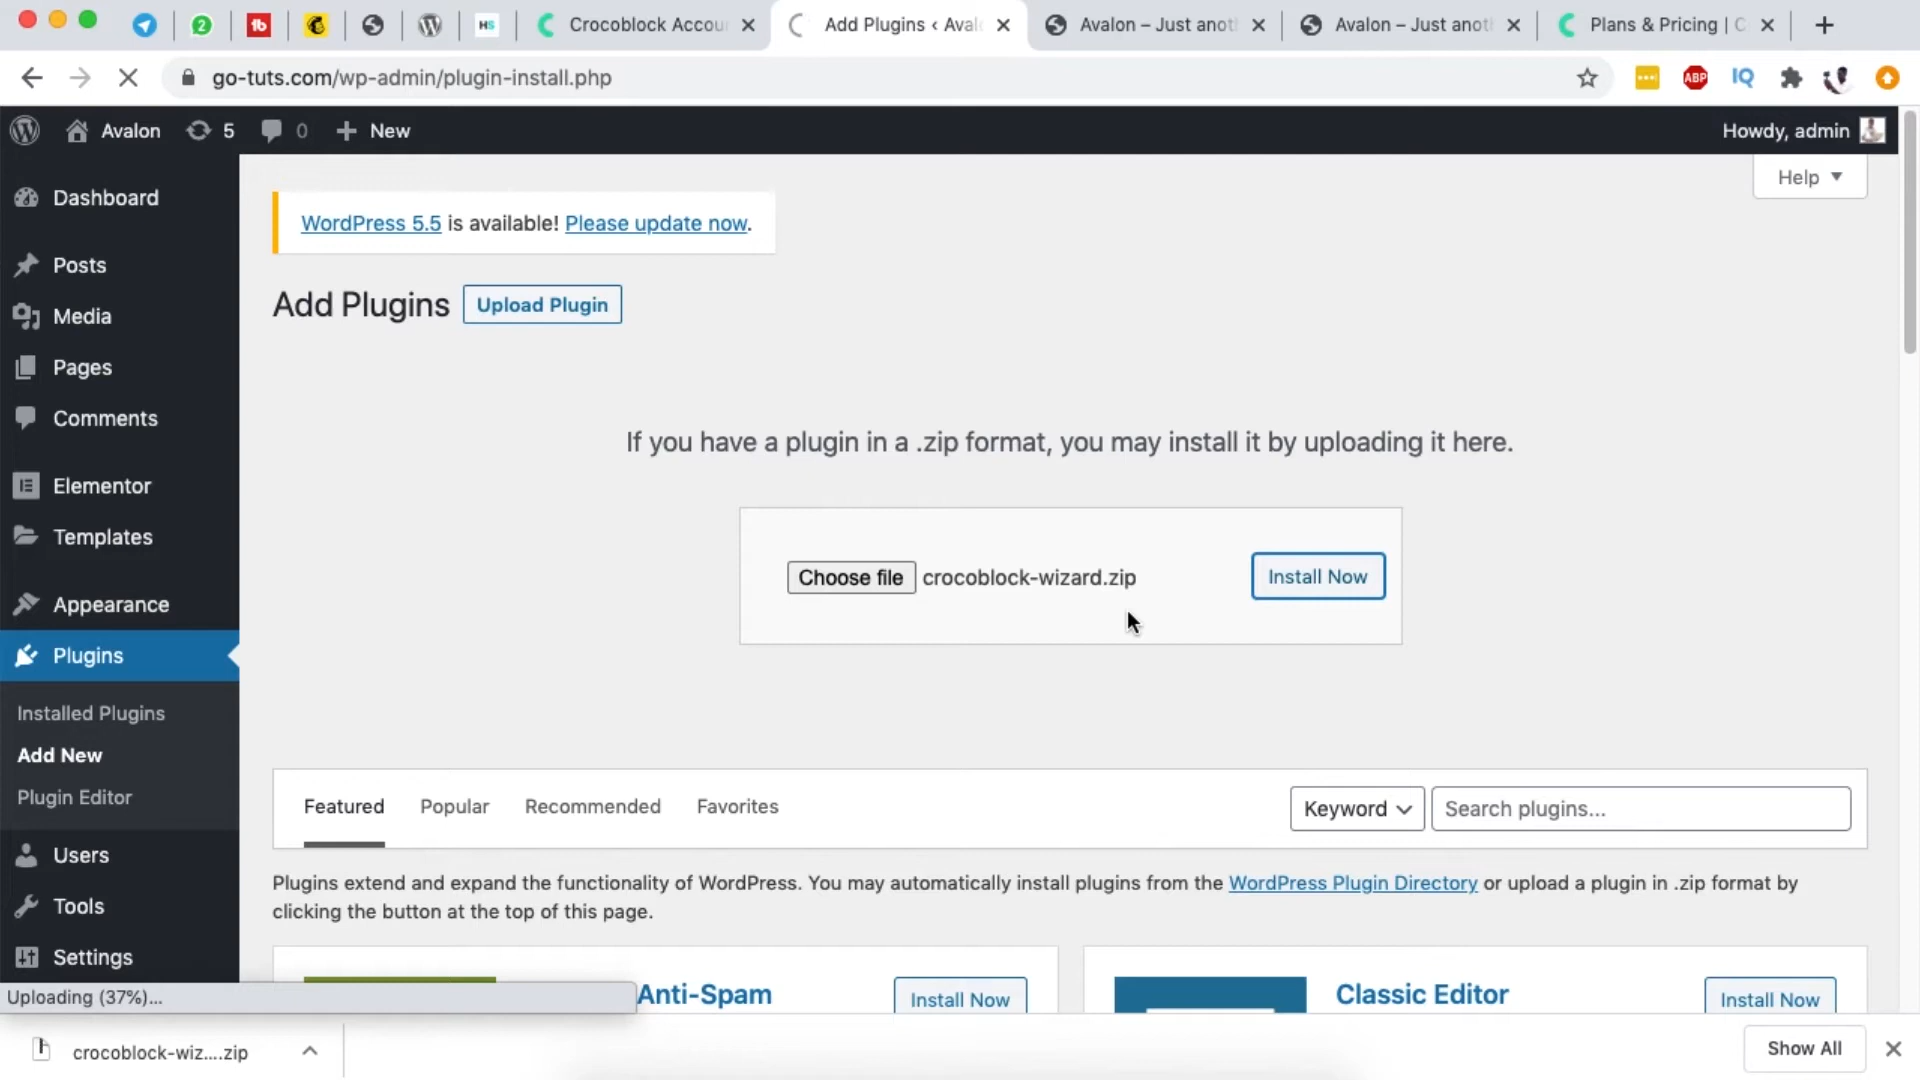 Crocoblock Accou
Add Plugins ‹ Aval
Avalon – Just anot
Avalon – Just anot
Plans & Pricing | C
2
tb
HS
go-tuts.com/wp-admin/plugin-install.php
ABP
IQ
Avalon
5
0
New
Howdy, admin
Help
Dashboard
Posts
Media
Pages
Comments
Elementor
Templates
Appearance
Plugins
Installed Plugins
Add New
Plugin Editor
Users
Tools
Settings
WordPress 5.5 is available! Please update now.
Add Plugins
Upload Plugin
If you have a plugin in a .zip format, you may install it by uploading it here.
Choose file crocoblock-wizard.zip
Install Now
Featured
Popular
Recommended
Favorites
Keyword
Search plugins...
Plugins extend and expand the functionality of WordPress. You may automatically install plugins from the WordPress Plugin Directory or upload a plugin in .zip format by
clicking the button at the top of this page.
Anti-Spam
Install Now
Classic Editor
Install Now
Uploading (37%)...
crocoblock-wiz....zip
Show All